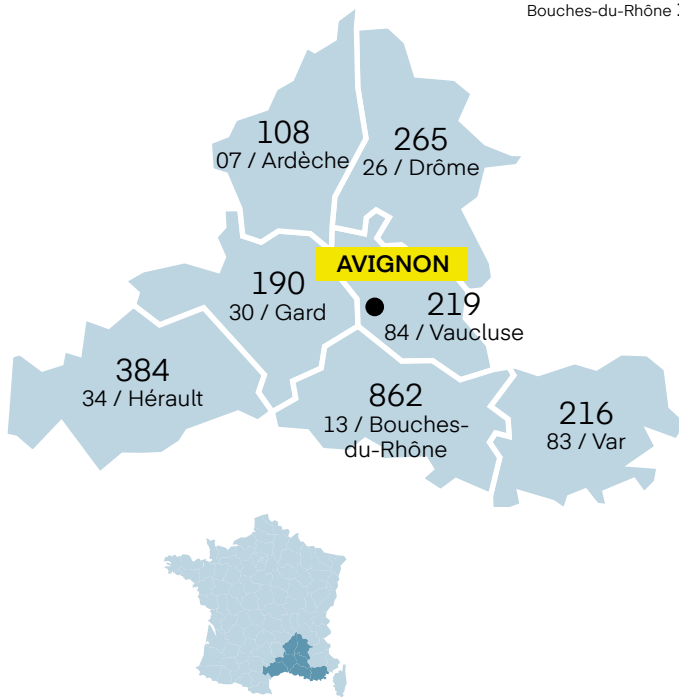 Bouches-du-Rhône
108
07 / Ardèche
265
26 / Drôme
AVIGNON
190
30 / Gard
219
84 / Vaucluse
384
34 / Hérault
862
13 / Bouches-
du-Rhône
216
83 / Var